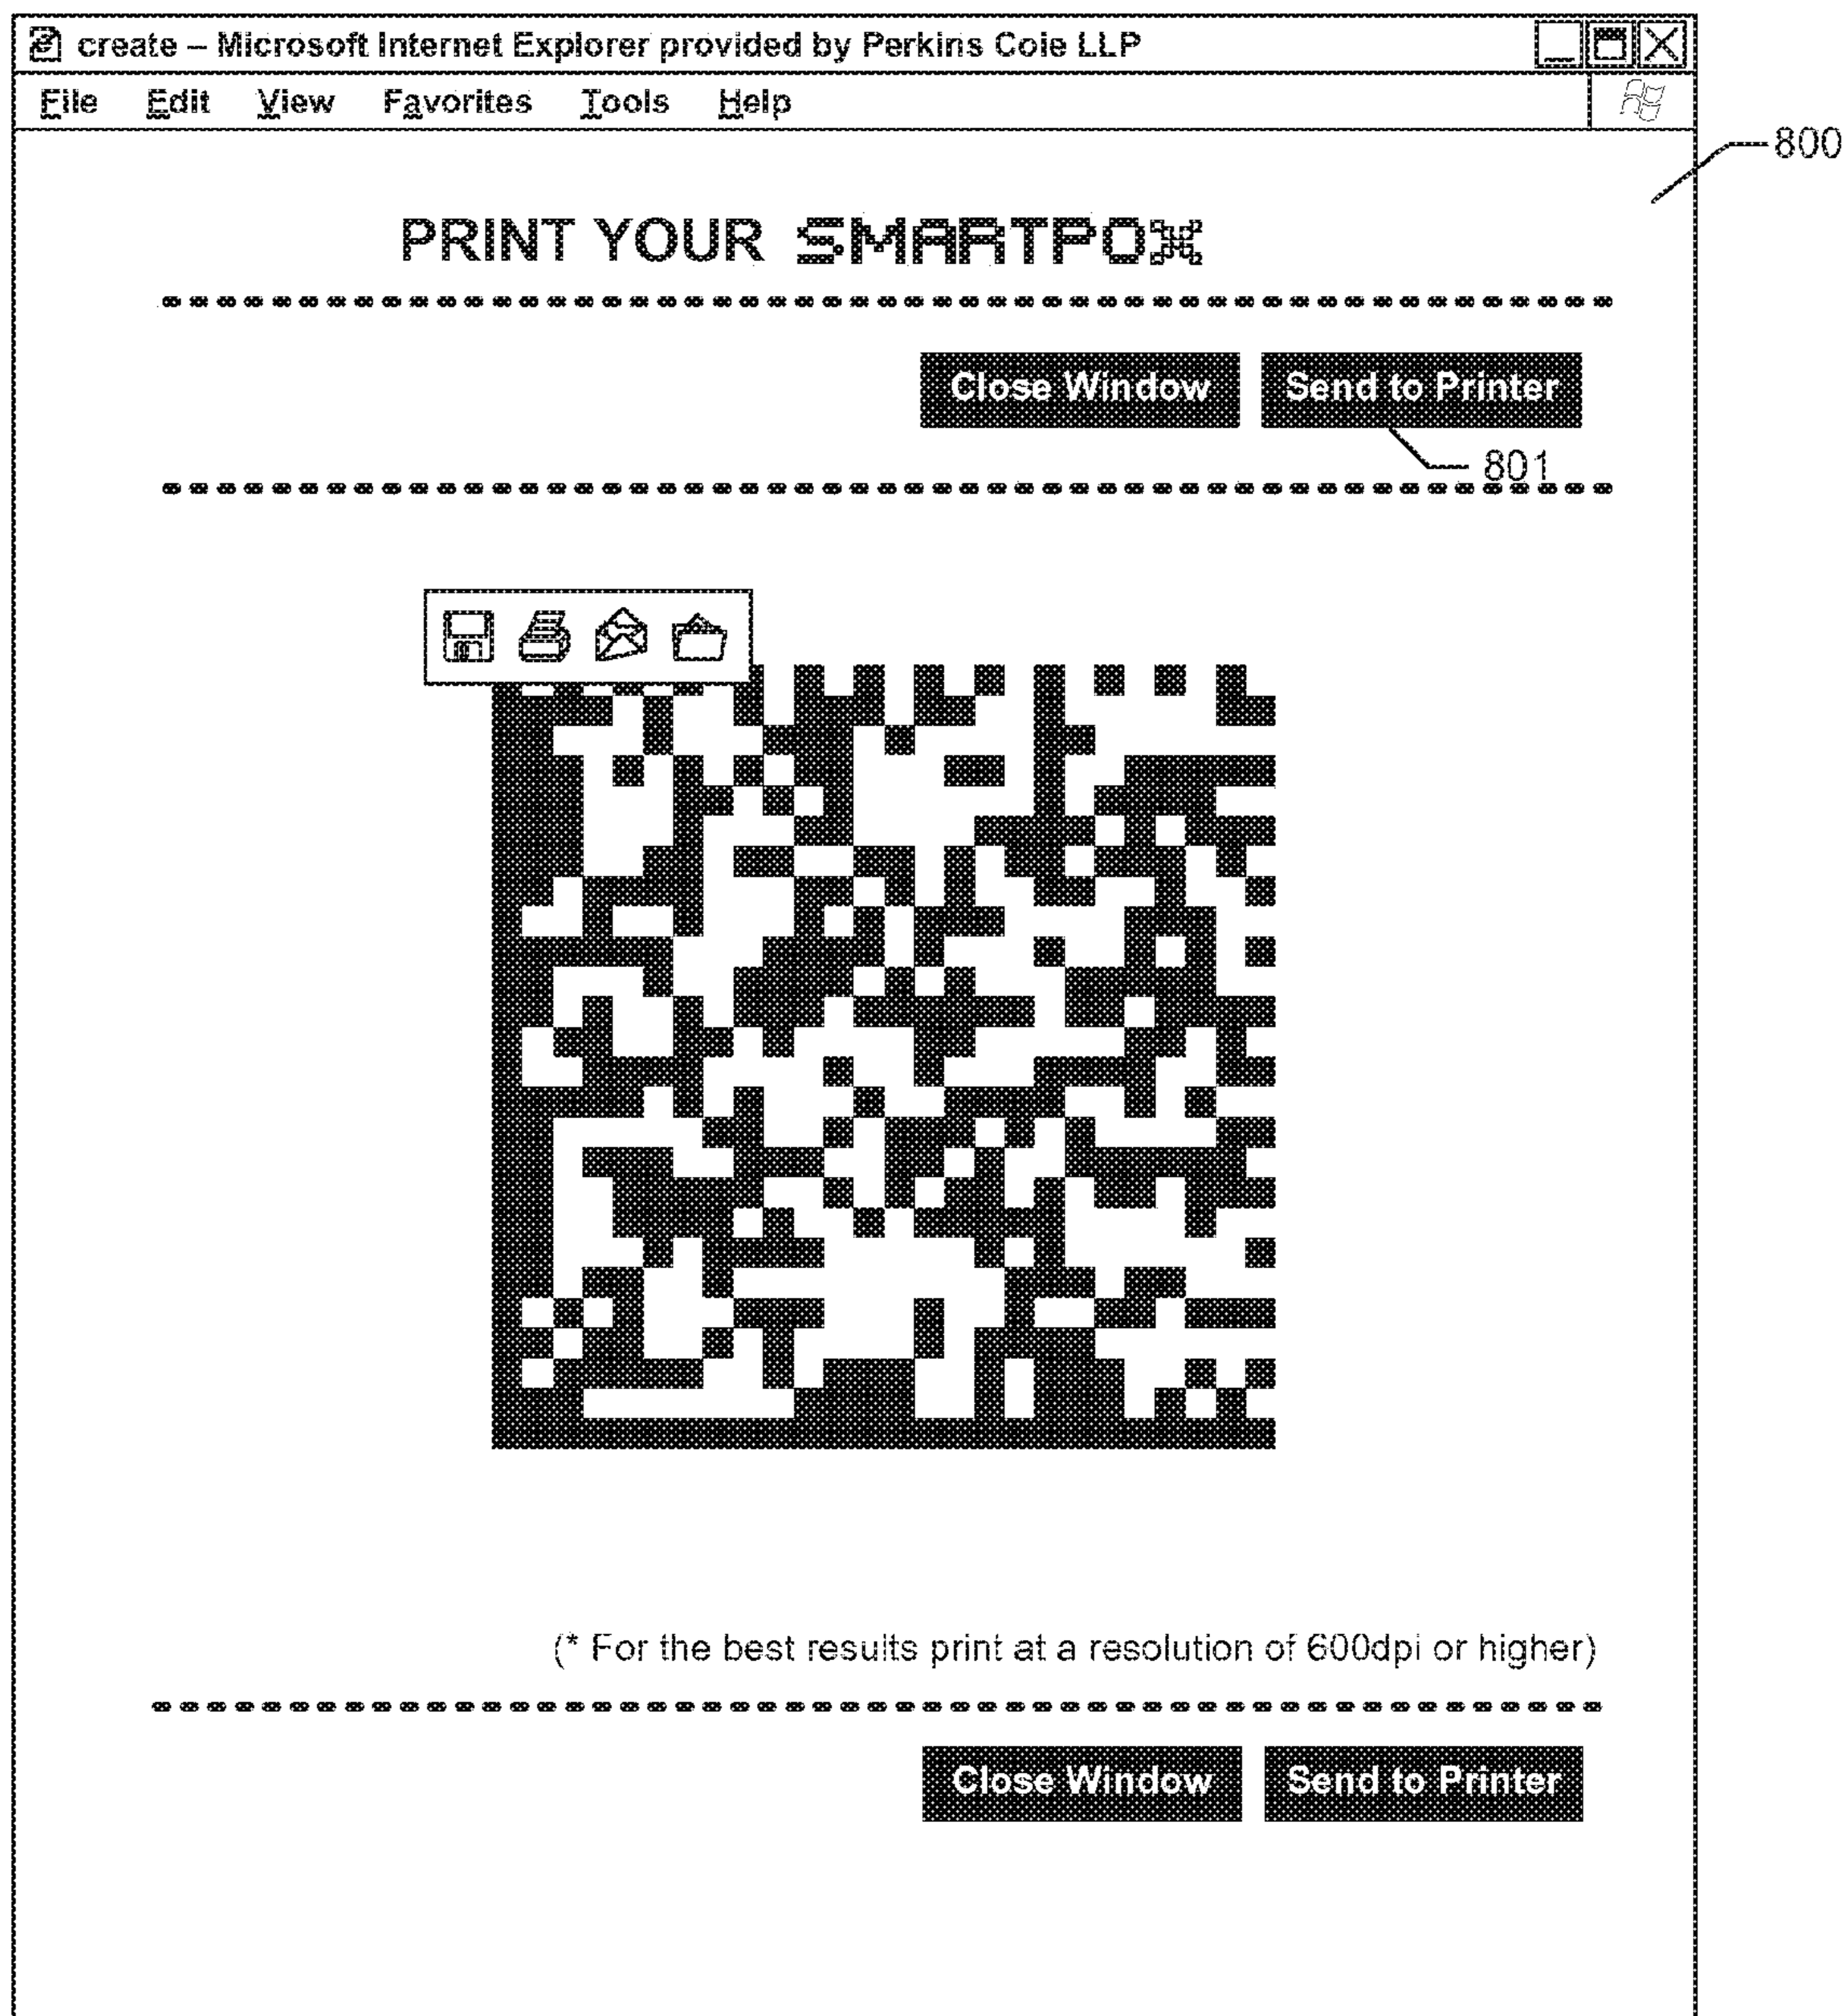 create – Microsoft Internet Explorer provided by Perkins Coie LLP
File Edit View Favorites Tools Help
800
PRINT YOUR SMARTPOX
Close Window Send to Printer
801
(* For the best results print at a resolution of 600dpi or higher)
Close Window Send to Printer